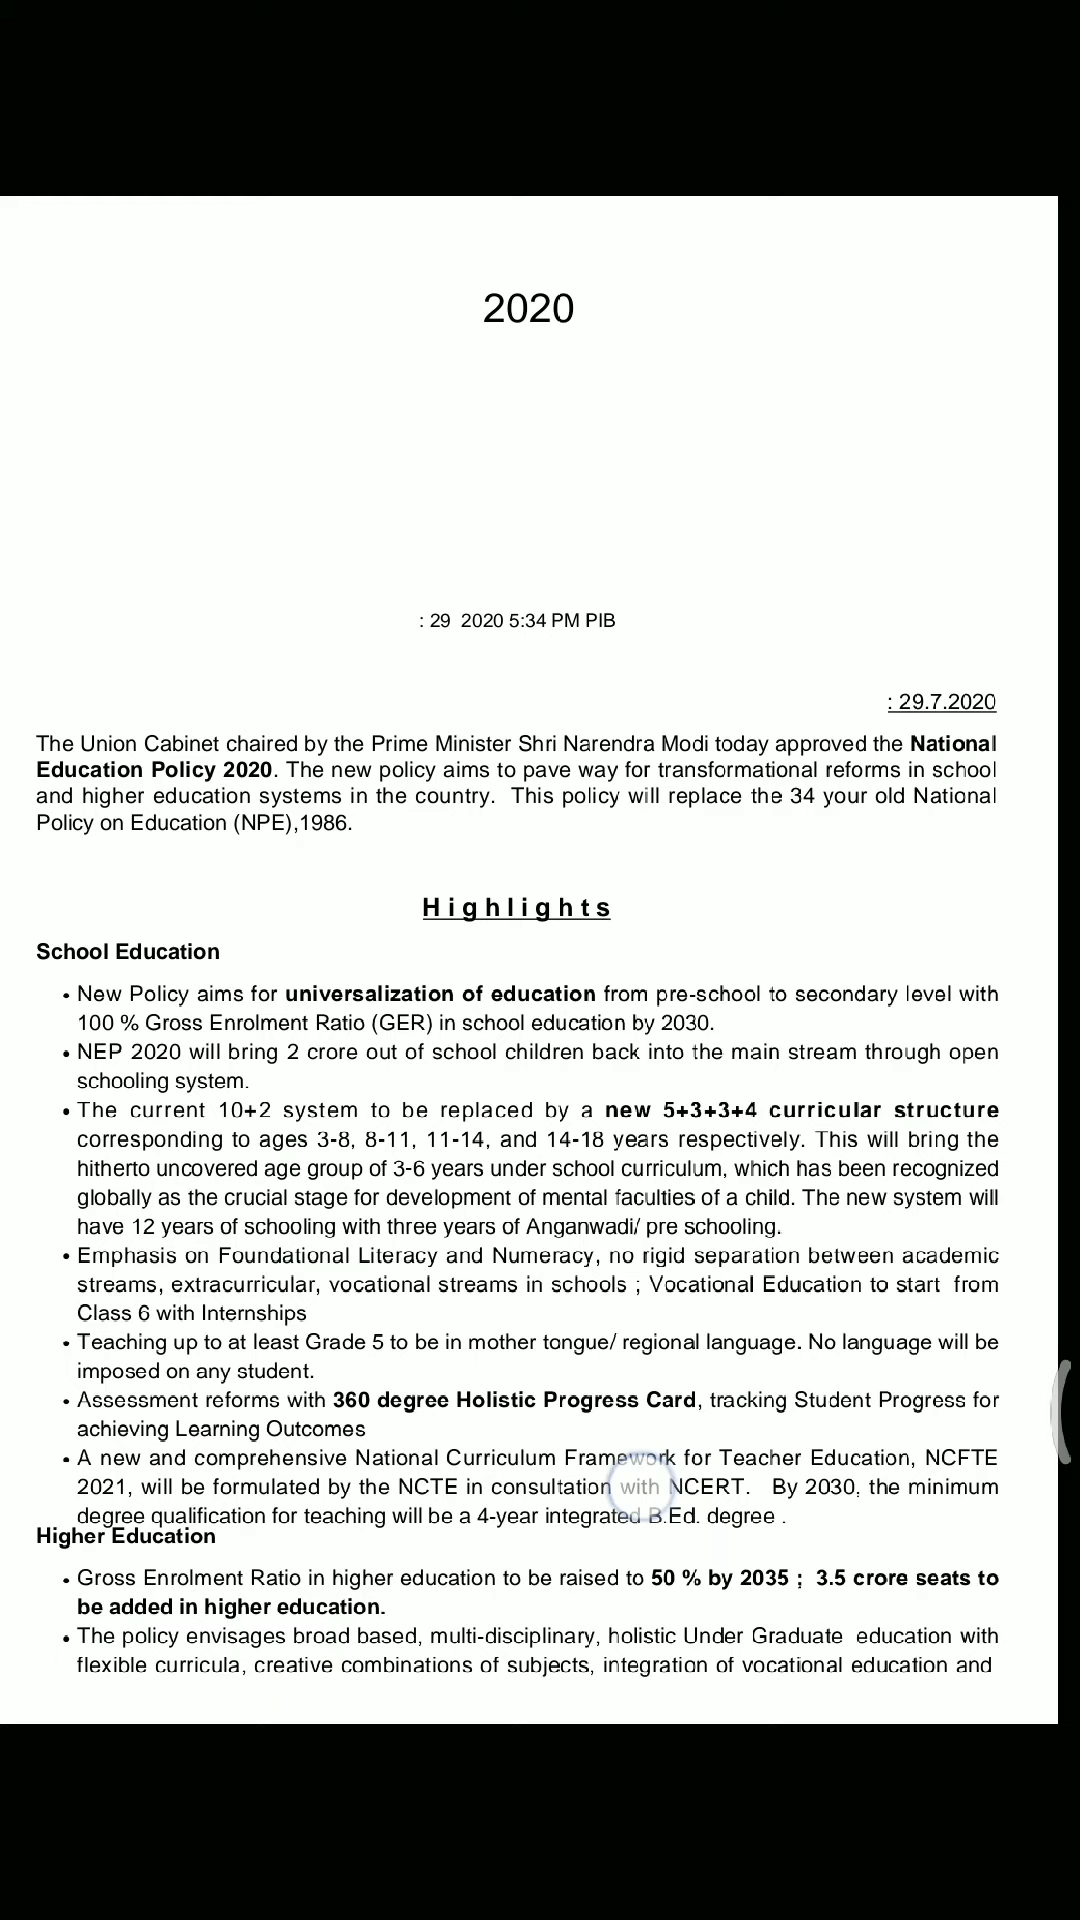 2020
: 29 2020 5:34 PM PIB
: 29.7.2020
The Union Cabinet chaired by the Prime Minister Shri Narendra Modi today approved the National
Education Policy 2020. The new policy aims to pave way for transformational reforms in school
and higher education systems in the country. This policy will replace the 34 your old National
Policy on Education (NPE),1986.
Highlights
School Education
• New Policy aims for universalization of education from pre-school to secondary level with
100 % Gross Enrolment Ratio (GER) in school education by 2030.
• NEP 2020 will bring 2 crore out of school children back into the main stream through open
schooling system.
• The current 10+2 system to be replaced by a new 5+3+3+4 curricular structure
corresponding to ages 3-8, 8-11, 11-14, and 14-18 years respectively. This will bring the
hitherto uncovered age group of 3-6 years under school curriculum, which has been recognized
globally as the crucial stage for development of mental faculties of a child. The new system will
have 12 years of schooling with three years of Anganwadi/ pre schooling.
• Emphasis on Foundational Literacy and Numeracy, no rigid separation between academic
streams, extracurricular, vocational streams in schools ; Vocational Education to start from
Class 6 with Internships
• Teaching up to at least Grade 5 to be in mother tongue/ regional language. No language will be
imposed on any student.
• Assessment reforms with 360 degree Holistic Progress Card, tracking Student Progress for
achieving Learning Outcomes
• A new and comprehensive National Curriculum Framework for Teacher Education, NCFTE
2021, will be formulated by the NCTE in consultation with NCERT. By 2030, the minimum
degree qualification for teaching will be a 4-year integrated B.Ed. degree .
Higher Education
• Gross Enrolment Ratio in higher education to be raised to 50 % by 2035 ; 3.5 crore seats to
be added in higher education.
• The policy envisages broad based, multi-disciplinary, holistic Under Graduate education with
flexible curricula, creative combinations of subjects, integration of vocational education and